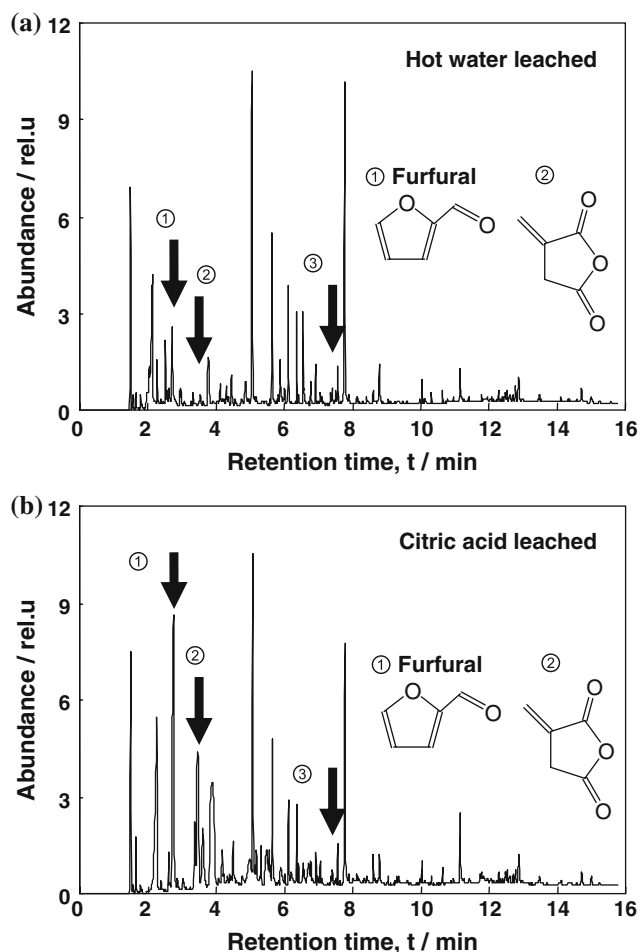 (a)
12
Hot water leached
9
6
3
0
Abundance / rel.u
①
②
③
① Furfural
②
O
O
O
O
O
0 2 4 6 8 10 12 14 16
Retention time, t / min
(b)
12
Citric acid leached
9
6
3
0
Abundance / rel.u
①
②
③
① Furfural
②
O
O
O
O
O
0 2 4 6 8 10 12 14 16
Retention time, t / min